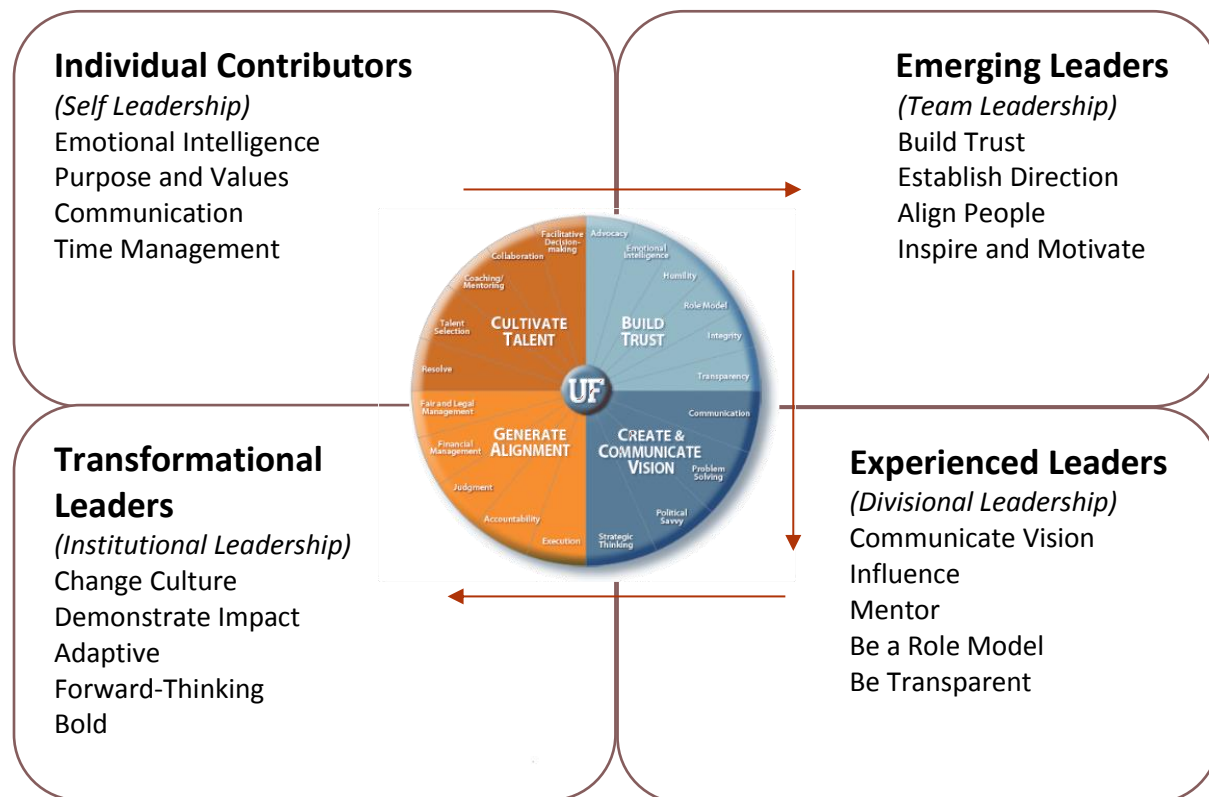 Individual Contributors
(Self Leadership)
Emotional Intelligence
Purpose and Values
Communication
Time Management
Emerging Leaders
(Team Leadership)
Build Trust
Establish Direction
Align People
Inspire and Motivate
Facilitative
Decision-
making
Collaboration
Coaching/
Mentoring
Talent
Selection
Resolve
CULTIVATE
TALENT
Advocacy
Emotional
Intelligence
Humility
Role Model
Integrity
Transparency
BUILD
TRUST
UF
Fair and Legal
Management
Financial
Management
Judgment
Accountability
Execution
GENERATE
ALIGNMENT
Communication
Problem
Solving
Political
Savvy
Strategic
Thinking
CREATE &
COMMUNICATE
VISION
Transformational
Leaders
(Institutional Leadership)
Change Culture
Demonstrate Impact
Adaptive
Forward-Thinking
Bold
Experienced Leaders
(Divisional Leadership)
Communicate Vision
Influence
Mentor
Be a Role Model
Be Transparent